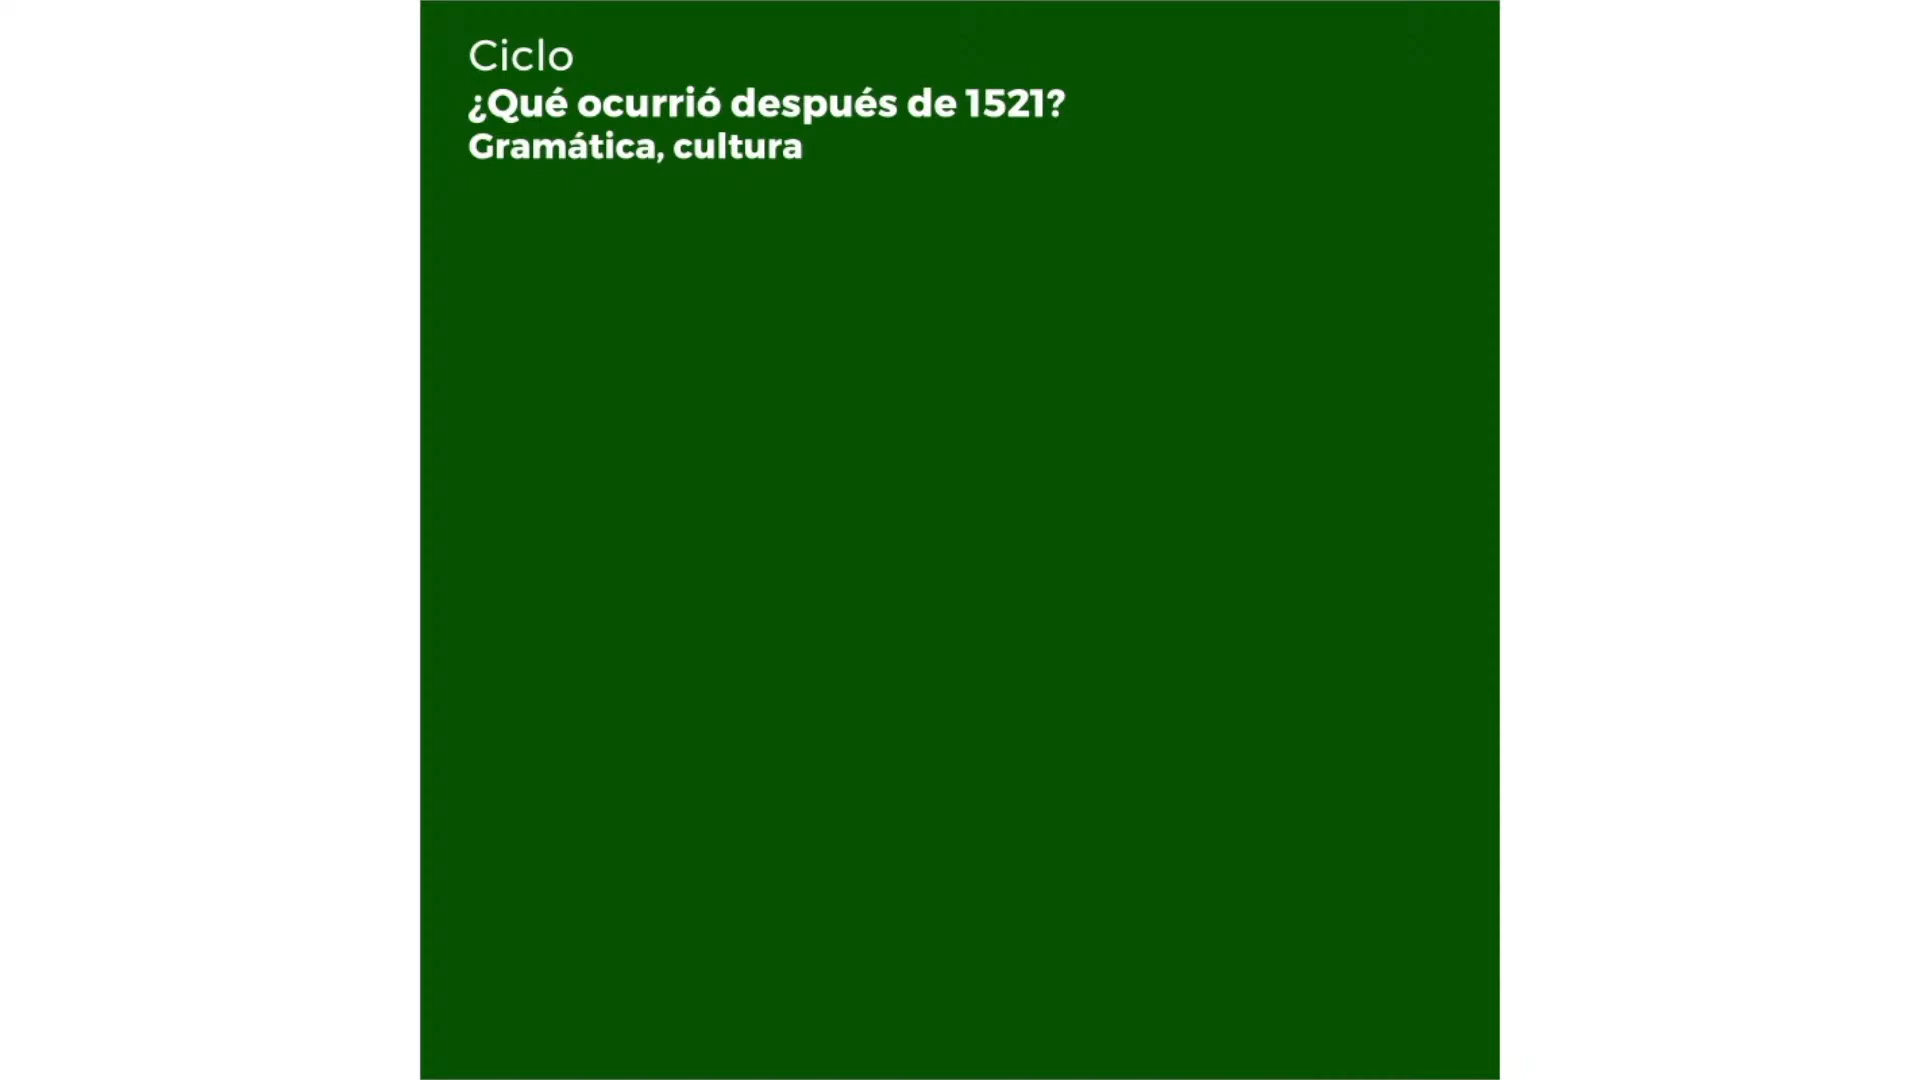 Ciclo
¿Qué ocurrió después de 1521?
Gramática, cultura